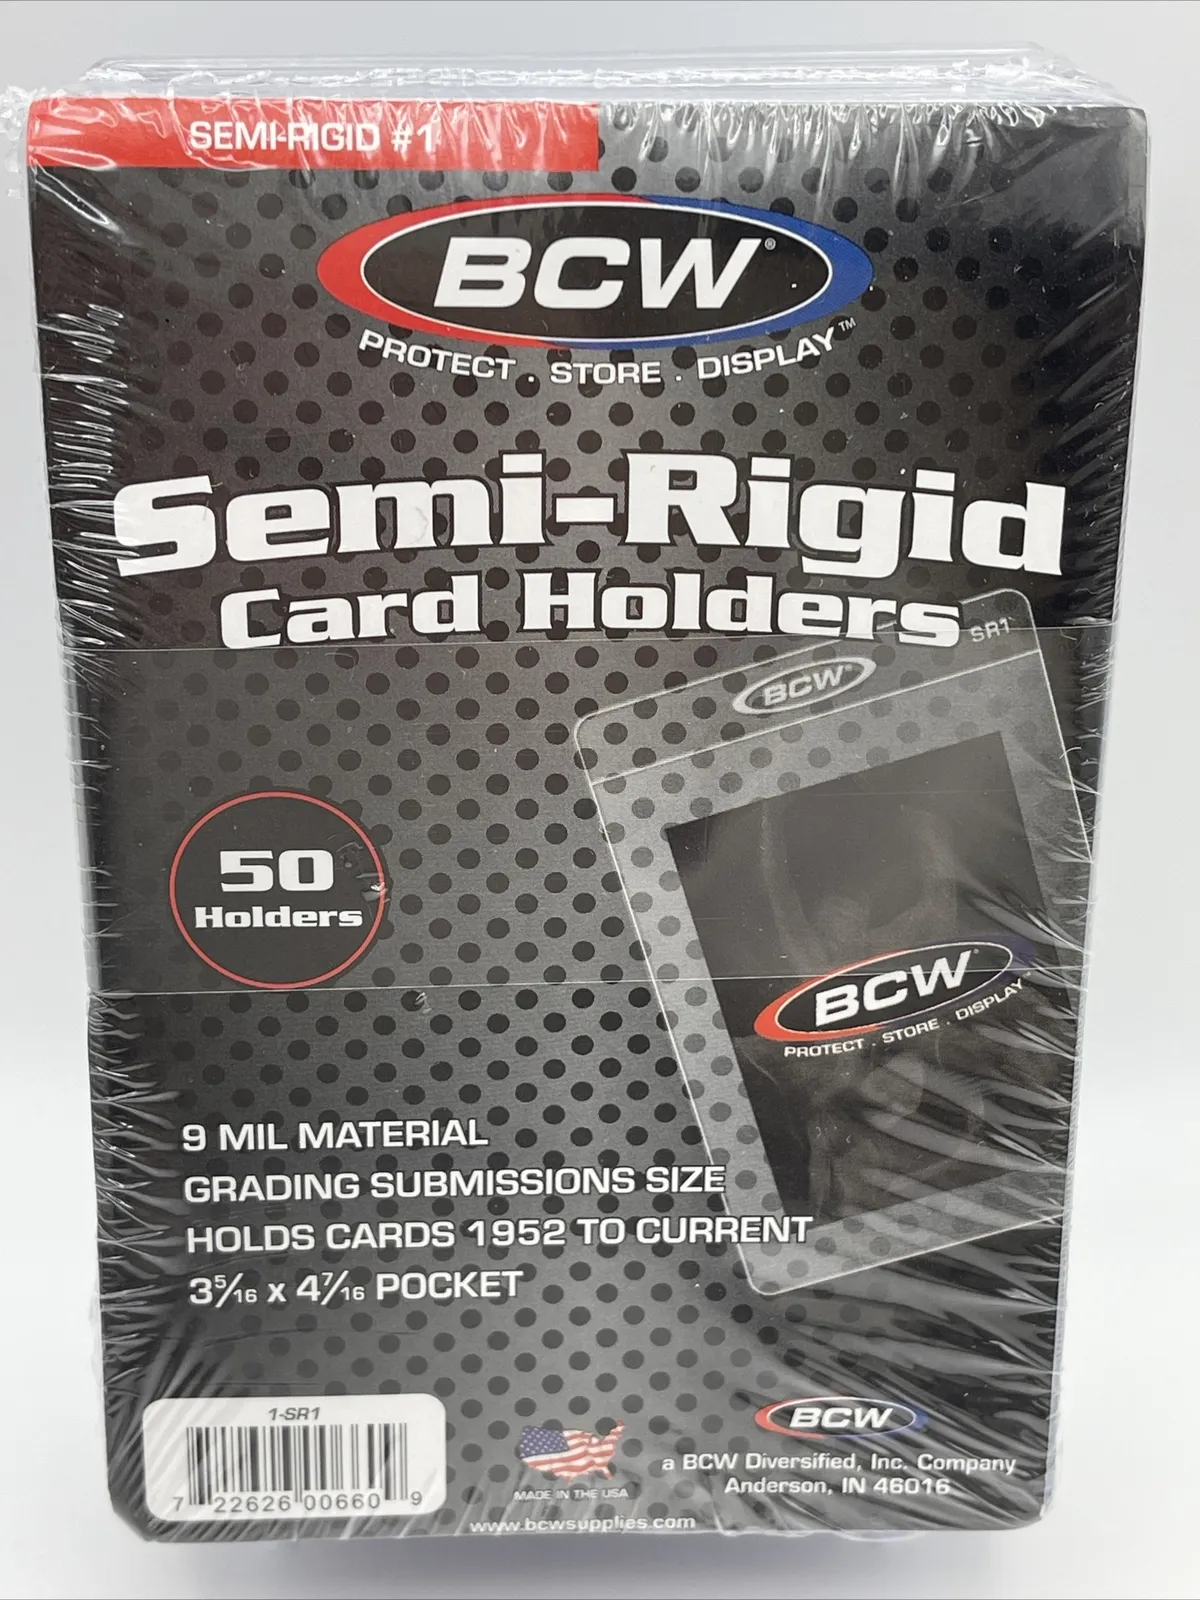 SEMI-RIGID #1
BCW®
PROTECT . STORE . DISPLAY™
Semi-Rigid
Card Holders
SR1
BCW®
50
Holders
BCW®
PROTECT . STORE . DISPLAY™
9 MIL MATERIAL
GRADING SUBMISSIONS SIZE
HOLDS CARDS 1952 TO CURRENT
3 5/16 x 4 7/16 POCKET
1-SR1
7 22626 00660 9
MADE IN THE USA
BCW
a BCW Diversified, Inc. Company
Anderson, IN 46016
www.bcwsupplies.com